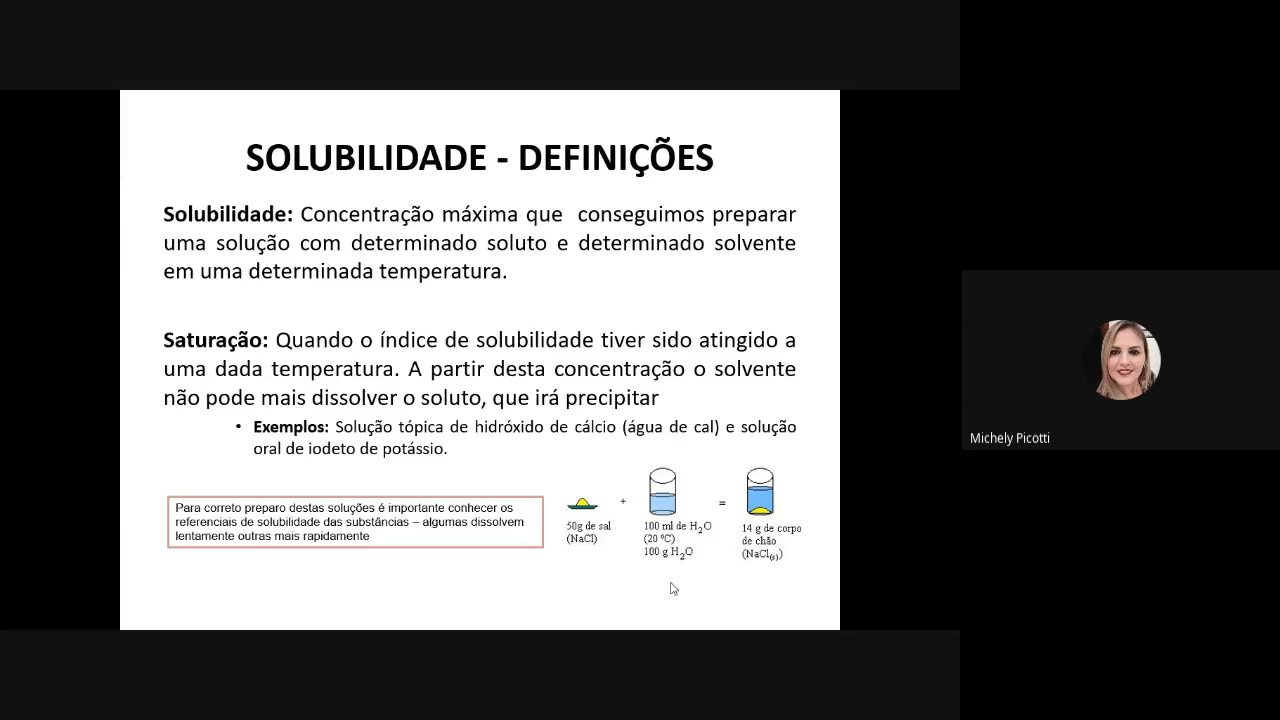 SOLUBILIDADE - DEFINIÇÕES
Solubilidade: Concentração máxima que conseguimos preparar
uma solução com determinado soluto e determinado solvente
em uma determinada temperatura.
Saturação: Quando o índice de solubilidade tiver sido atingido a
uma dada temperatura. A partir desta concentração o solvente
não pode mais dissolver o soluto, que irá precipitar
• Exemplos: Solução tópica de hidróxido de cálcio (água de cal) e solução
oral de iodeto de potássio.
Para correto preparo destas soluções é importante conhecer os
referenciais de solubilidade das substâncias – algumas dissolvem
lentamente outras mais rapidamente
+
=
50g de sal
(NaCl)
100 ml de H2O
(20 ºC)
100 g H2O
14 g de corpo
de chão
(NaCl(s))
Michely Picotti